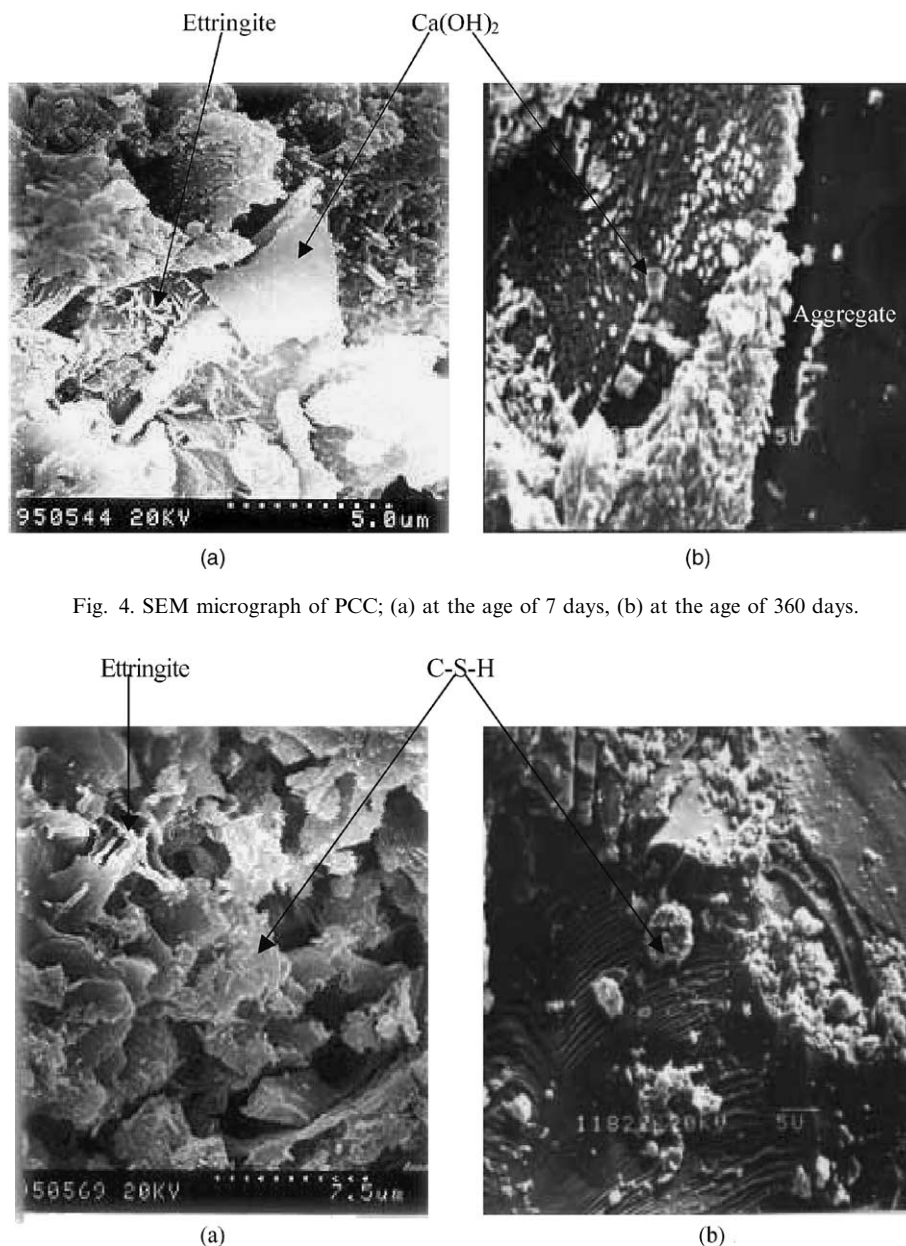 Ettringite
Ca(OH)2
Aggregate
5U
950544 20KV
5.0um
(a)
(b)
Fig. 4. SEM micrograph of PCC; (a) at the age of 7 days, (b) at the age of 360 days.
Ettringite
C-S-H
20KV
5U
50569 20KV
7.5um
(a)
(b)